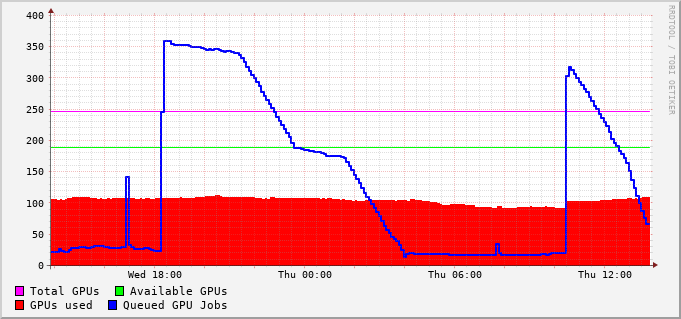 400
350
300
250
200
150
100
50
0
Wed 18:00 Thu 00:00 Thu 06:00 Thu 12:00
Total GPUs Available GPUs
GPUs used Queued GPU Jobs
RRDTOOL / TOBI OETIKER